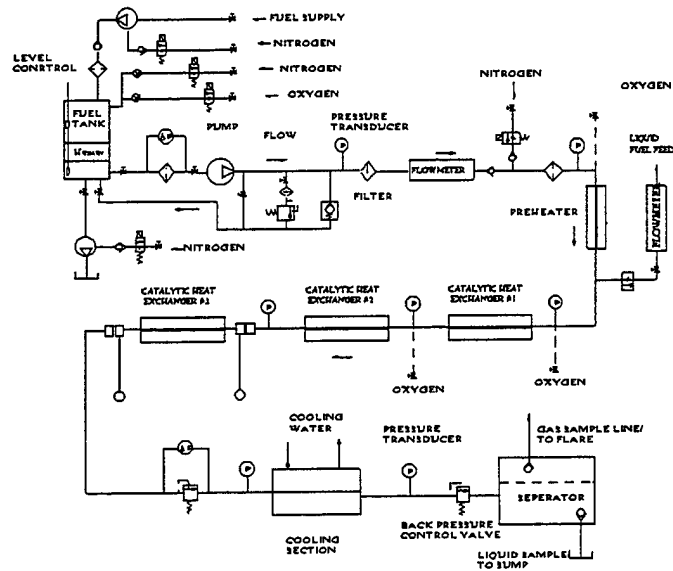 FUEL SUPPLY
NITROGEN
LEVEL
CONRTROL
NITROGEN
NITROGEN
OXYGEN
OXYGEN
FUEL
TANK
PUMP
FLOW
PRESSURE
TRANSDUCER
LIQUID
FUEL FEED
P
P
FLOWMETER
FLOWMETER
FILTER
PREHEATER
NITROGEN
CATALYTIC HEAT
EXCHANGER #3
CATALYTIC HEAT
EXCHANGER #2
CATALYTIC HEAT
EXCHANGER #1
P
P
P
OXYGEN
OXYGEN
COOLING
WATER
PRESSURE
TRANSDUCER
GAS SAMPLE LINE/
TO FLARE
P
P
SEPERATOR
BACK PRESSURE
CONTROL VALVE
COOLING
SECTION
LIQUID SAMPLE/
TO SUMP